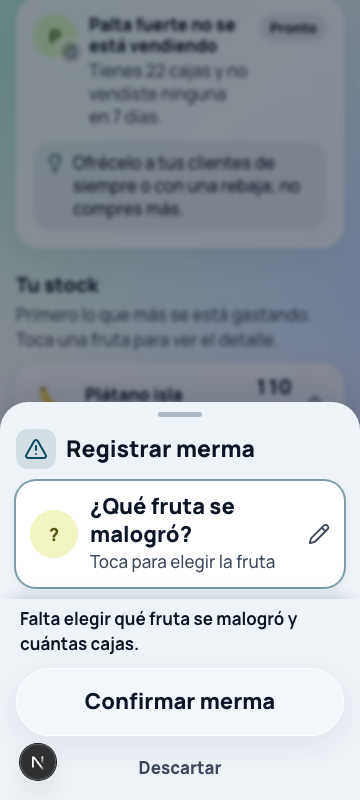 P
Palta fuerte no se
está vendiendo
Pronto
Tienes 22 cajas y no
vendiste ninguna
en 7 días.
Ofrécelo a tus clientes de
siempre o con una rebaja; no
compres más.
Tu stock
Primero lo que más se está gastando.
Toca una fruta para ver el detalle.
Plátano isla
110
Registrar merma
?
¿Qué fruta se
malogró?
Toca para elegir la fruta
Falta elegir qué fruta se malogró y
cuántas cajas.
Confirmar merma
N
Descartar